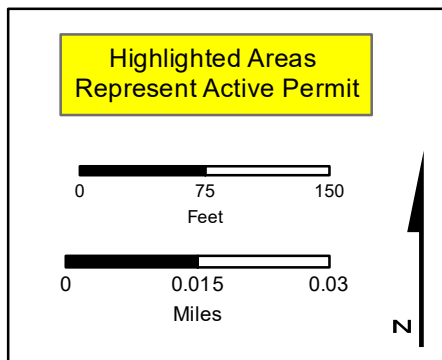 Highlighted Areas
Represent Active Permit
0 75 150
Feet
0 0.015 0.03
Miles
N